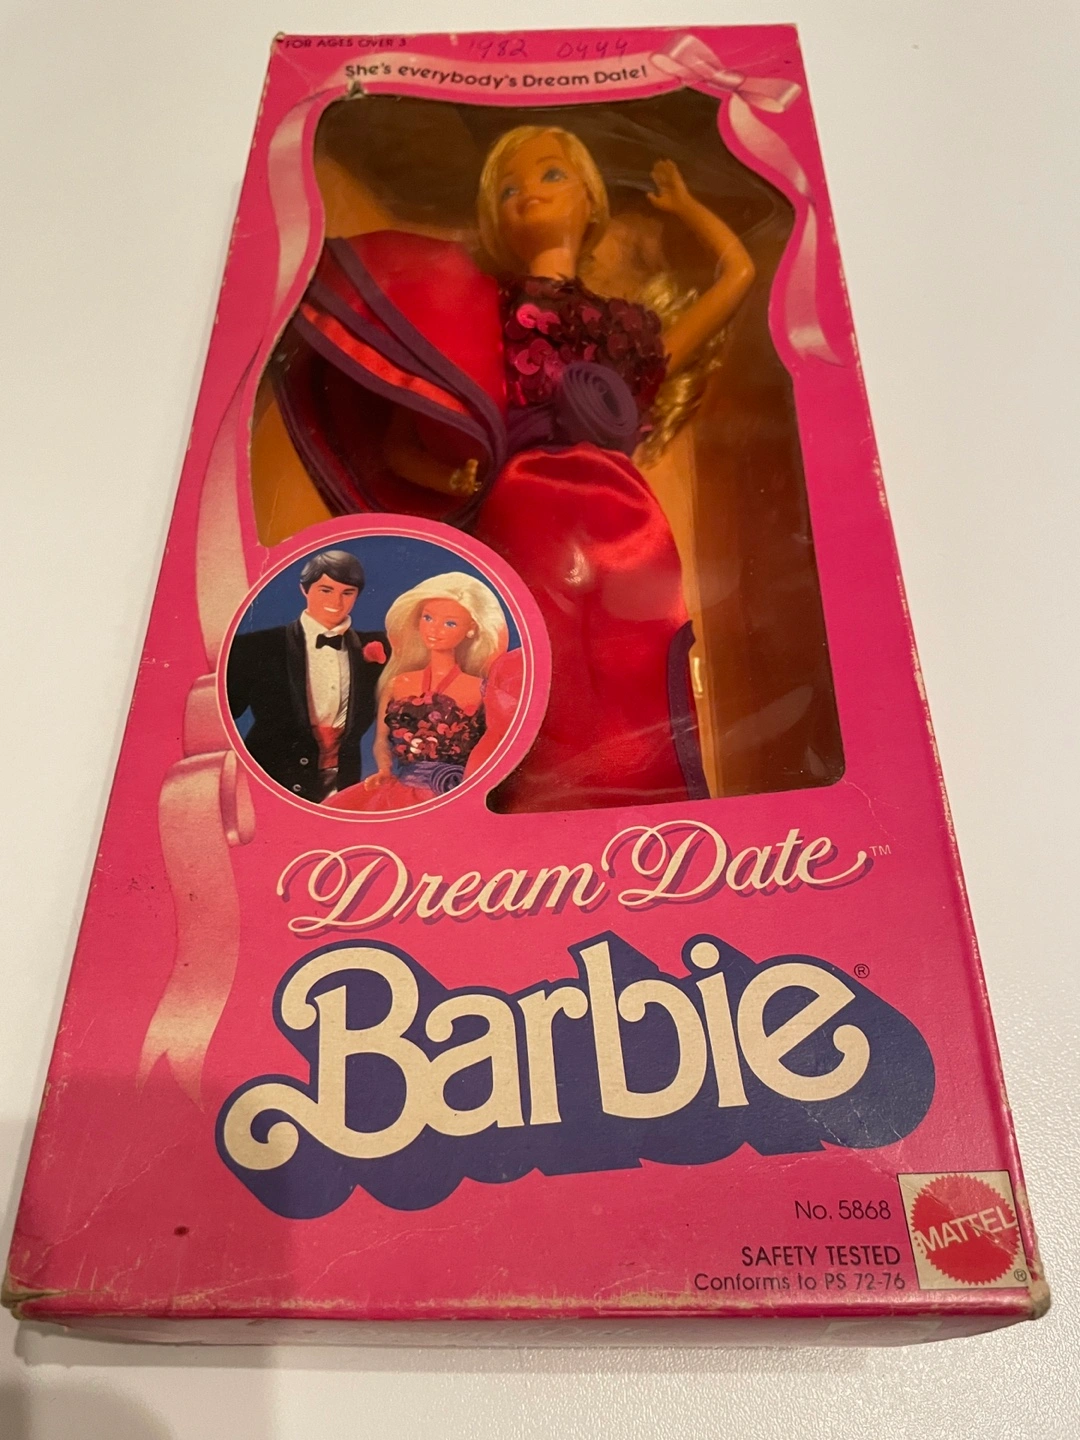 FOR AGES OVER 3
1982 0444
She's everybody's Dream Date!
Dream Date™
Barbie®
No. 5868
SAFETY TESTED
Conforms to PS 72-76
MATTEL®